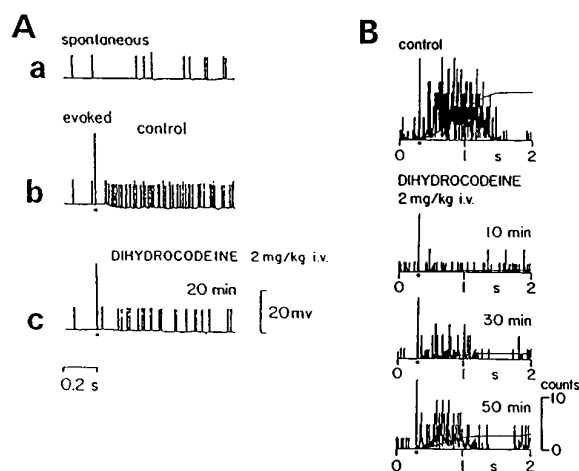 A
spontaneous
a
evoked
control
b
DIHYDROCODEINE 2 mg/kg i.v.
20 min
c
20mv
0.2 s
B
control
0 1 s 2
DIHYDROCODEINE
2 mg/kg i.v.
10 min
0 1 s 2
30 min
0 1 s 2
counts
50 min
10
0
0 1 s 2